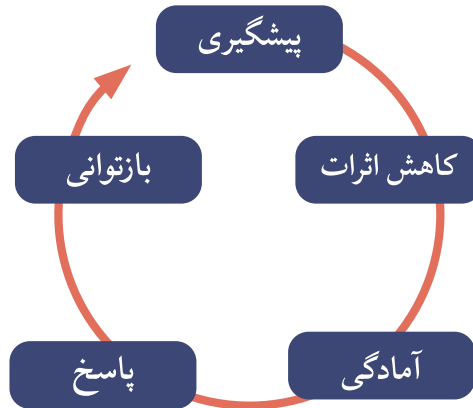 پیشگیری
کاهش اثرات
آمادگی
پاسخ
بازتوانی